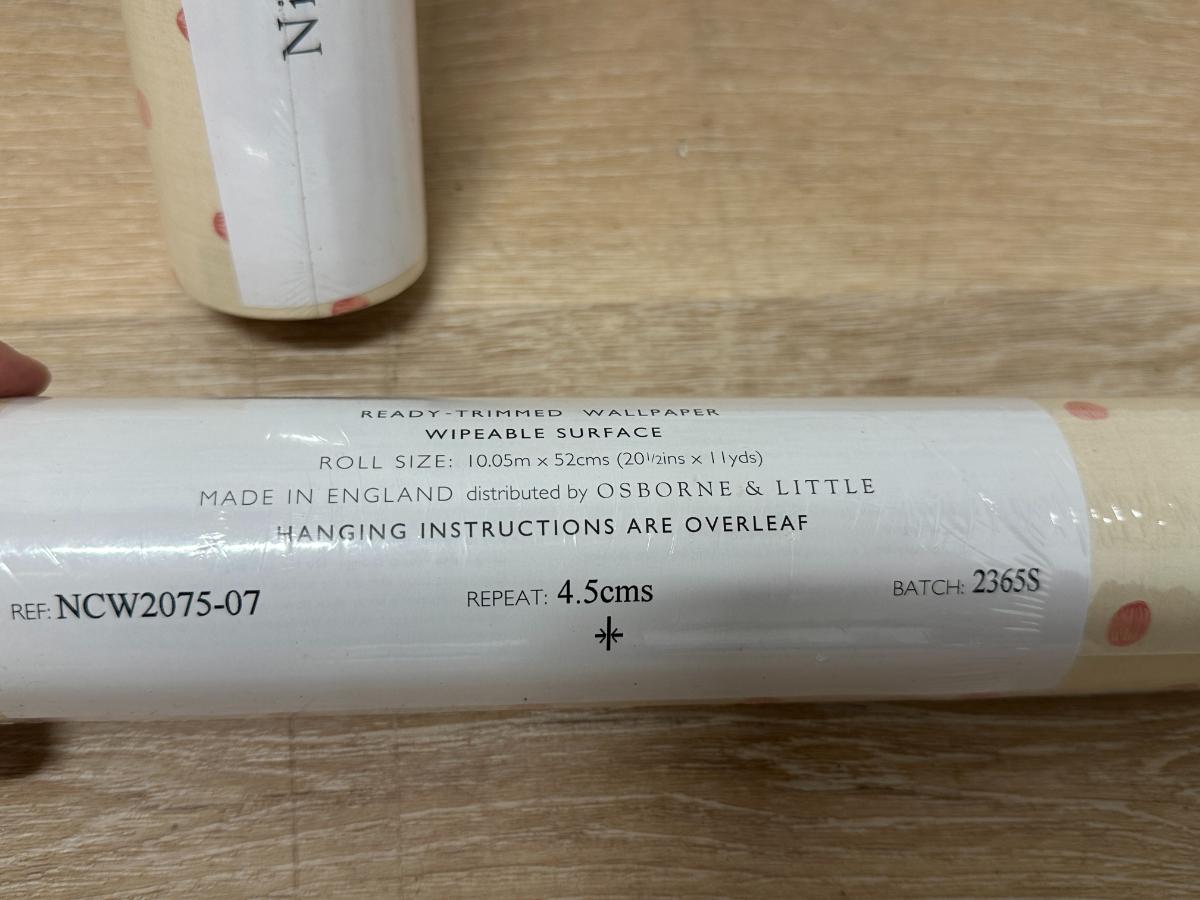 Ni
READY-TRIMMED WALLPAPER
WIPEABLE SURFACE
ROLL SIZE: 10.05m x 52cms (20½ins x 11yds)
MADE IN ENGLAND distributed by OSBORNE & LITTLE
HANGING INSTRUCTIONS ARE OVERLEAF
REF: NCW2075-07 REPEAT: 4.5cms BATCH: 2365S